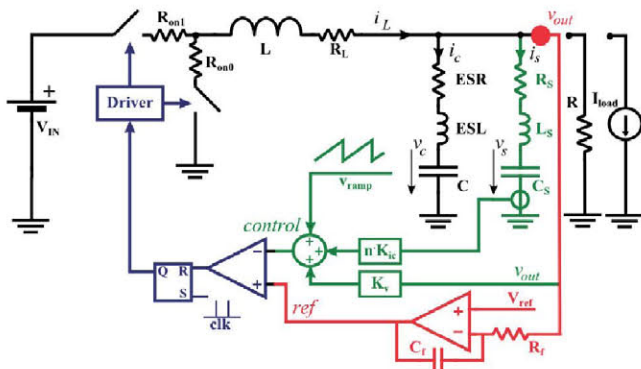 i_L
v_out
R_on1
L
R_L
i_c
i_s
R_on0
ESR
R_S
R
I_load
Driver
+
V_IN
ESL
L_S
v_c
v_s
C
C_S
v_ramp
control
+
+ +
n·K_ic
Q R
S
−
+
K_v
v_out
clk
ref
+
−
V_ref
C_f
R_f